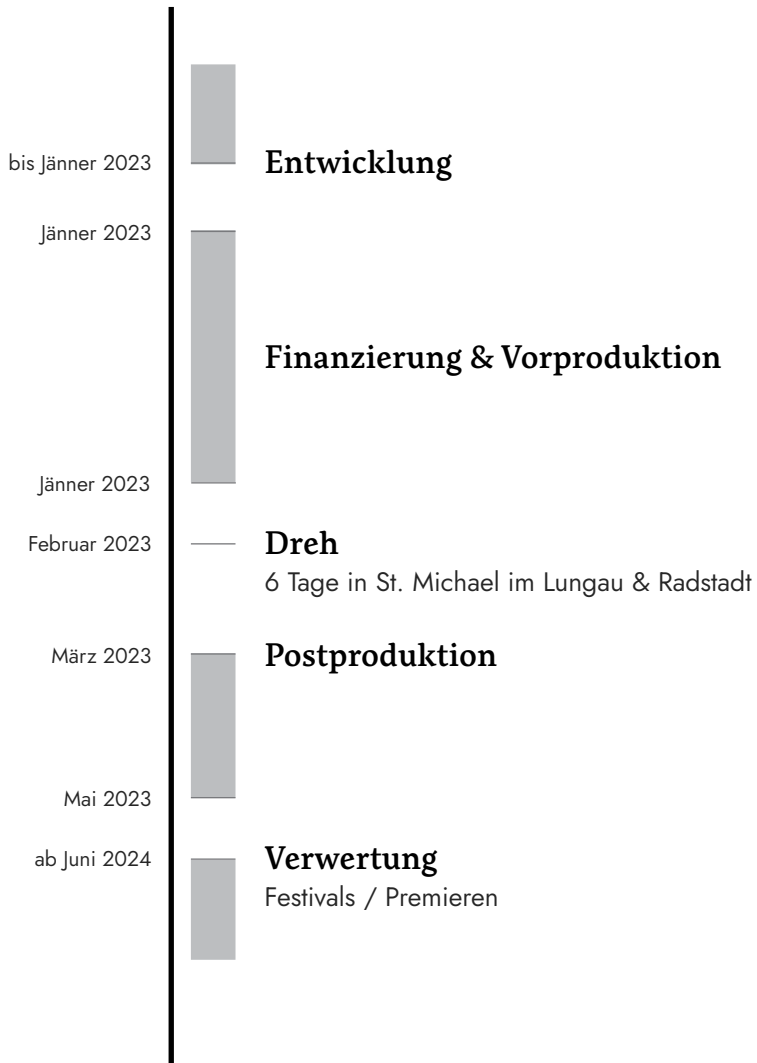 bis Jänner 2023 Entwicklung
Jänner 2023
Finanzierung & Vorproduktion
Jänner 2023
Februar 2023 Dreh
6 Tage in St. Michael im Lungau & Radstadt
März 2023 Postproduktion
Mai 2023
ab Juni 2024 Verwertung
Festivals / Premieren